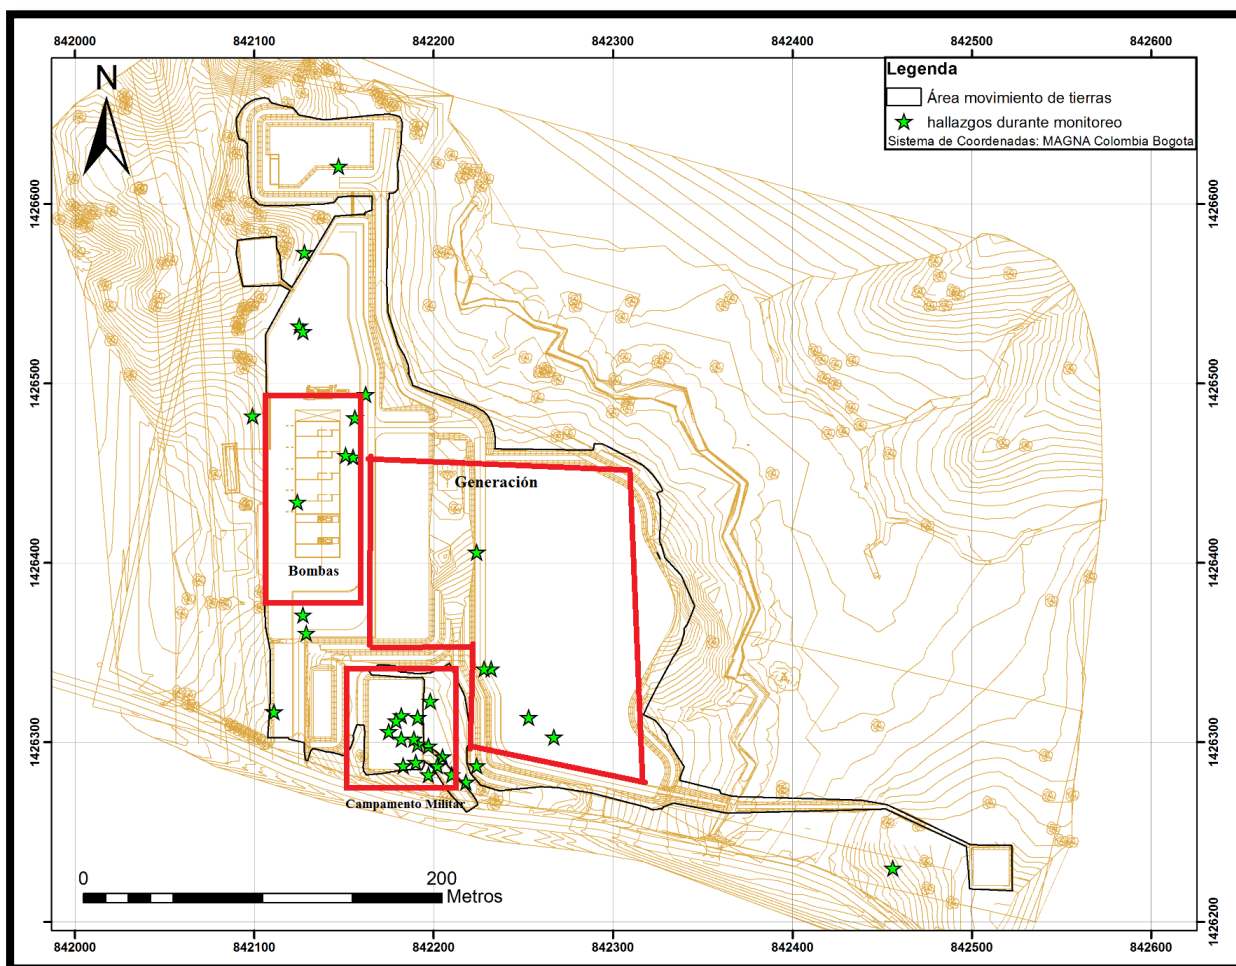 842000 842100 842200 842300 842400 842500 842600
N
Legenda
Área movimiento de tierras
hallazgos durante monitoreo
Sistema de Coordenadas: MAGNA Colombia Bogota
1426600 1426600
1426500 1426500
Generación
Bombas
1426400 1426400
1426300 1426300
Campamento Militar
0 200
Metros
1426200 1426200
842000 842100 842200 842300 842400 842500 842600